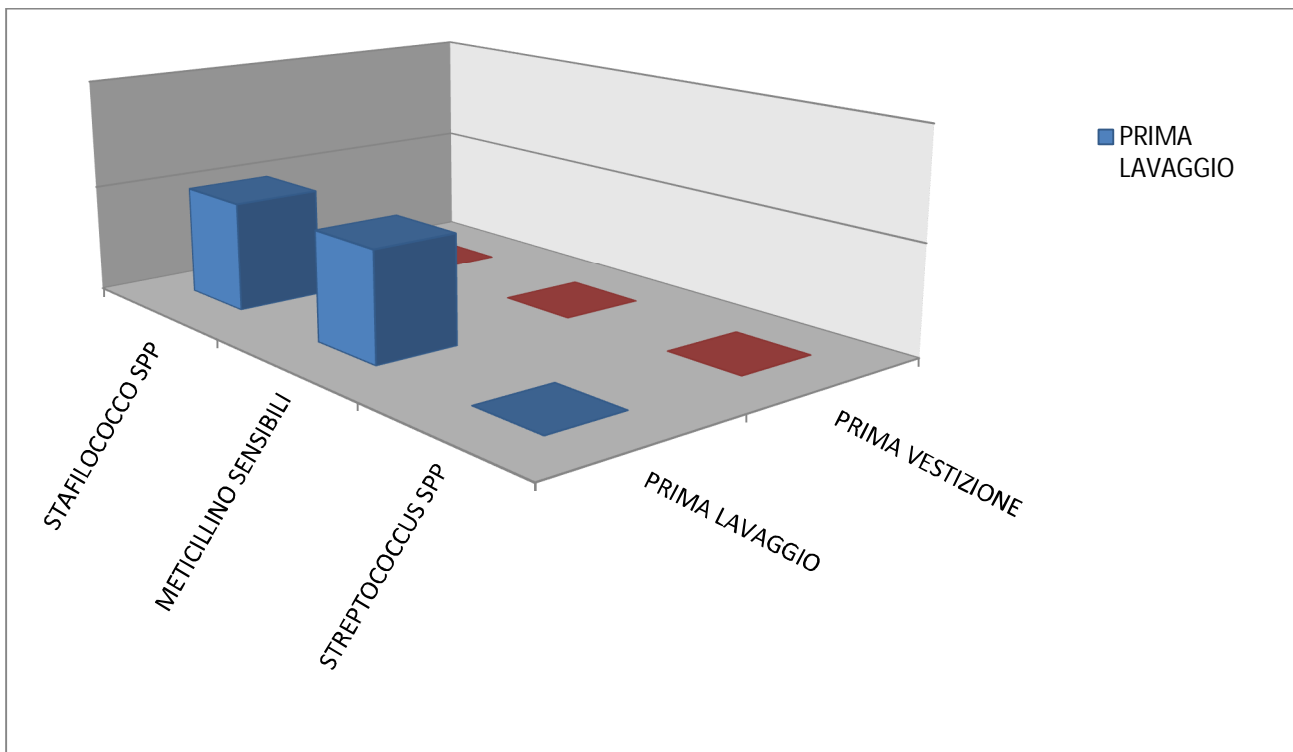 PRIMA
LAVAGGIO
STAFILOCOCCO SPP
METICILLINO SENSIBILI
STREPTOCOCCUS SPP
PRIMA LAVAGGIO
PRIMA VESTIZIONE